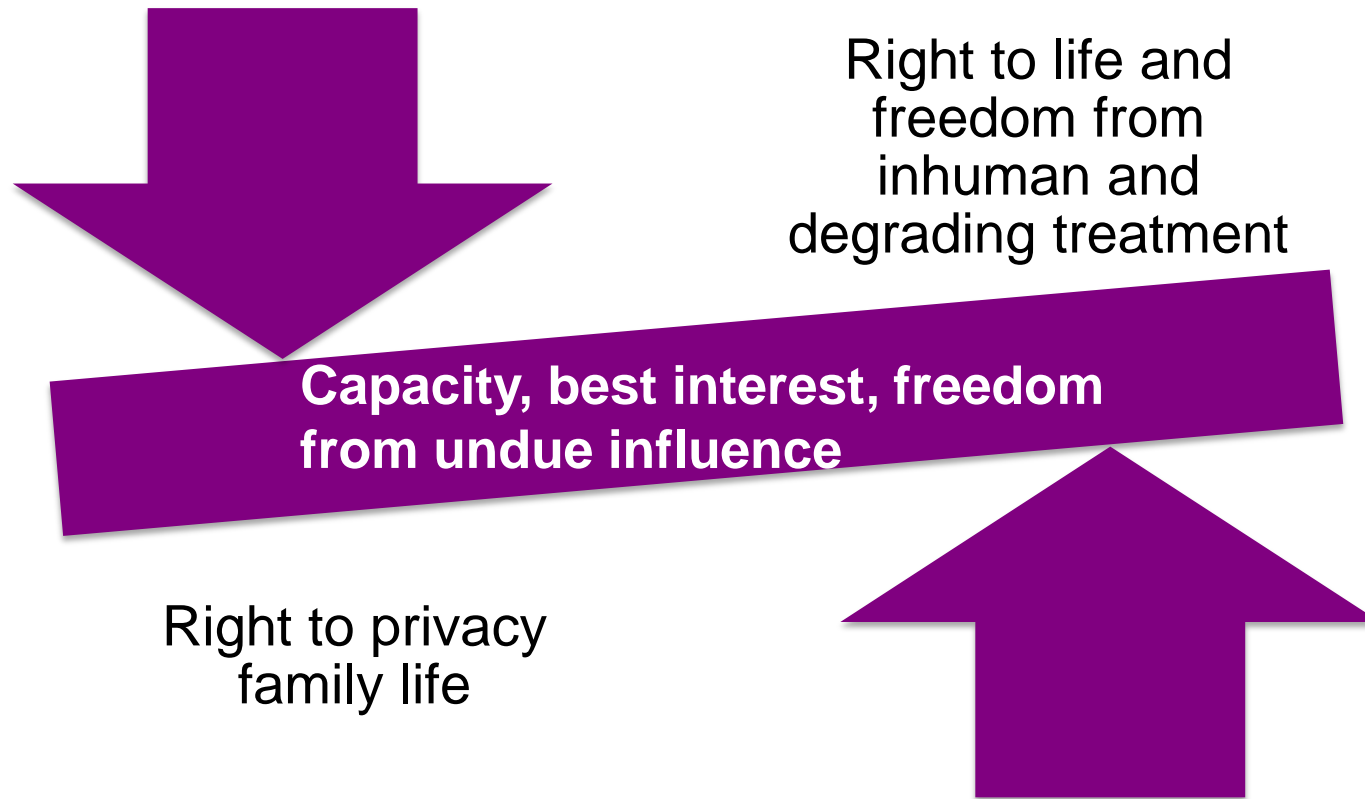 Right to life and
freedom from
inhuman and
degrading treatment
Capacity, best interest, freedom
from undue influence
Right to privacy
family life